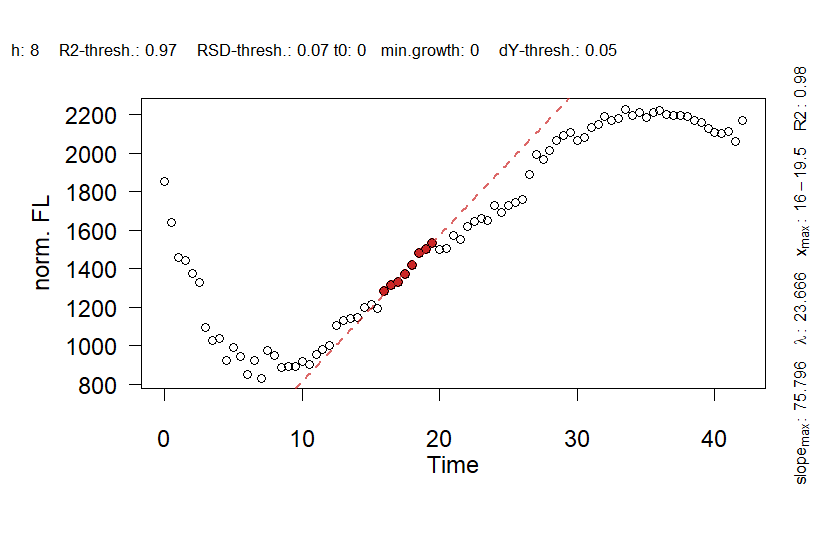 h: 8 R2-thresh.: 0.97 RSD-thresh.: 0.07 t0: 0 min.growth: 0 dY-thresh.: 0.05
norm. FL
2200
2000
1800
1600
1400
1200
1000
800
0 10 20 30 40
Time
slopemax: 75.796 λ: 23.666 xmax: 16 – 19.5 R2: 0.98